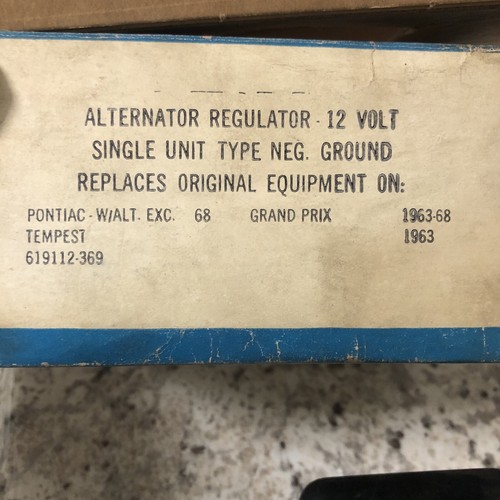 ALTERNATOR REGULATOR - 12 VOLT
SINGLE UNIT TYPE NEG. GROUND
REPLACES ORIGINAL EQUIPMENT ON:
PONTIAC - W/ALT. EXC. 68 GRAND PRIX 1963-68
TEMPEST 1963
619112-369